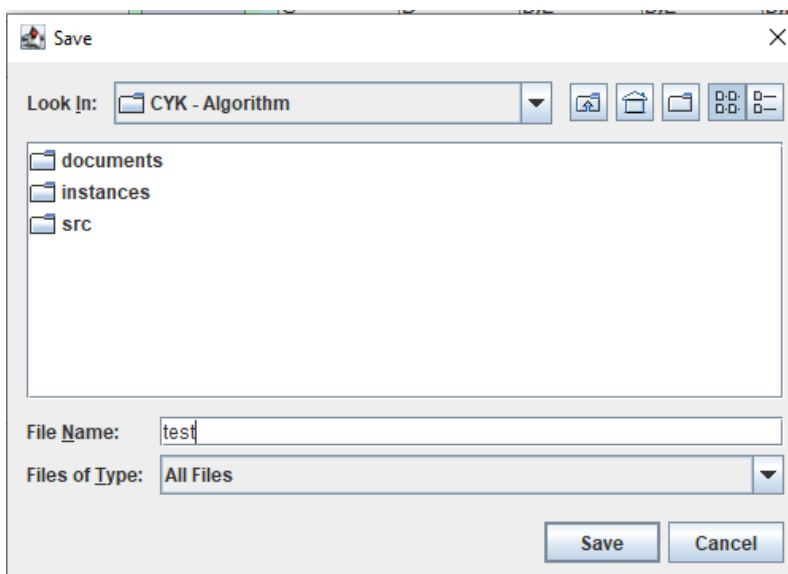 Save
Look In: CYK - Algorithm
documents
instances
src
File Name: test
Files of Type: All Files
Save Cancel